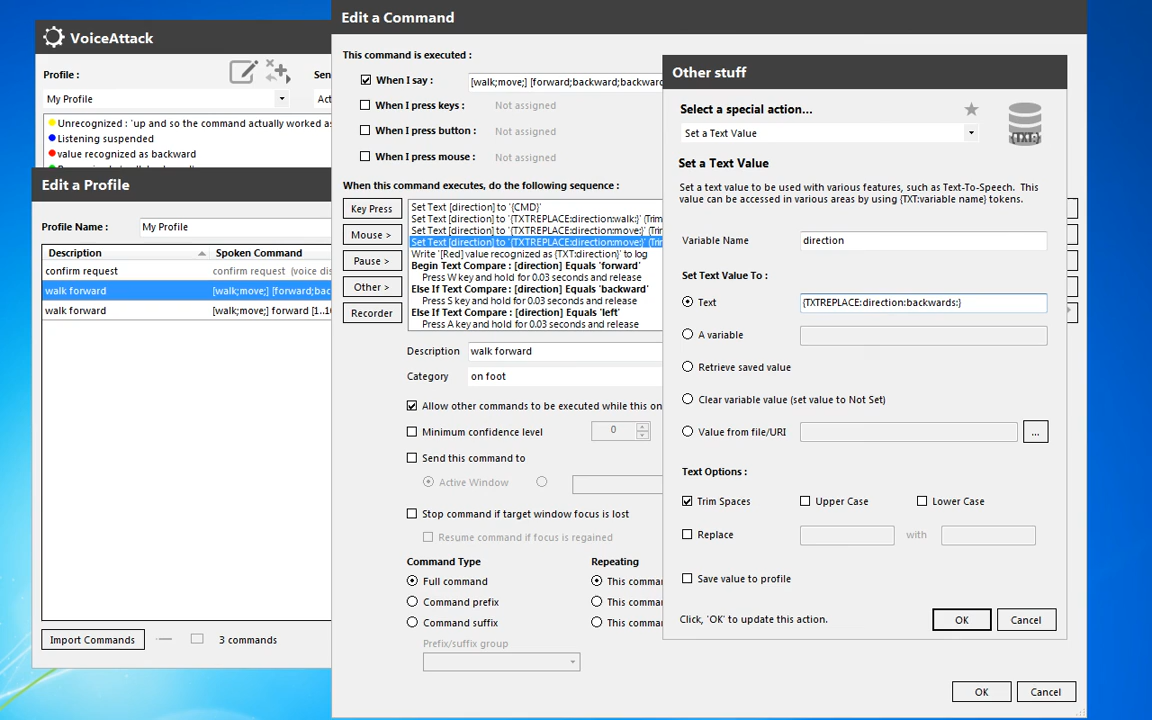 VoiceAttack
Profile :
Sen
My Profile
Act
Unrecognized : 'up and so the command actually worked as
Listening suspended
value recognized as backward
Edit a Profile
Profile Name :
My Profile
Description
Spoken Command
confirm request
confirm request (voice dis
walk forward
[walk;move;] [forward;bac
walk forward
[walk;move;] forward [1..10
Import Commands
3 commands
Edit a Command
This command is executed :
When I say :
[walk;move;] [forward;backward;backward
When I press keys :
Not assigned
When I press button :
Not assigned
When I press mouse :
Not assigned
When this command executes, do the following sequence :
Key Press
Mouse >
Pause >
Other >
Recorder
Set Text [direction] to '{CMD}'
Set Text [direction] to '{TXTREPLACE:direction:walk:}' (Trim
Set Text [direction] to '{TXTREPLACE:direction:move:}' (Tri
Set Text [direction] to '{TXTREPLACE:direction:move:}' (Tri
Write '[Red] value recognized as {TXT:direction}' to log
Begin Text Compare : [direction] Equals 'forward'
Press W key and hold for 0.03 seconds and release
Else If Text Compare : [direction] Equals 'backward'
Press S key and hold for 0.03 seconds and release
Else If Text Compare : [direction] Equals 'left'
Press A key and hold for 0.03 seconds and release
Description
walk forward
Category
on foot
Allow other commands to be executed while this on
Minimum confidence level
0
Send this command to
Active Window
Stop command if target window focus is lost
Resume command if focus is regained
Command Type
Full command
Command prefix
Command suffix
Prefix/suffix group
Repeating
This comman
This comman
This comman
OK
Cancel
Other stuff
Select a special action...
Set a Text Value
TXT:
Set a Text Value
Set a text value to be used with various features, such as Text-To-Speech. This
value can be accessed in various areas by using {TXT:variable name} tokens.
Variable Name
direction
Set Text Value To :
Text
{TXTREPLACE:direction:backwards:}
A variable
Retrieve saved value
Clear variable value (set value to Not Set)
Value from file/URI
...
Text Options :
Trim Spaces
Upper Case
Lower Case
Replace
with
Save value to profile
Click, 'OK' to update this action.
OK
Cancel